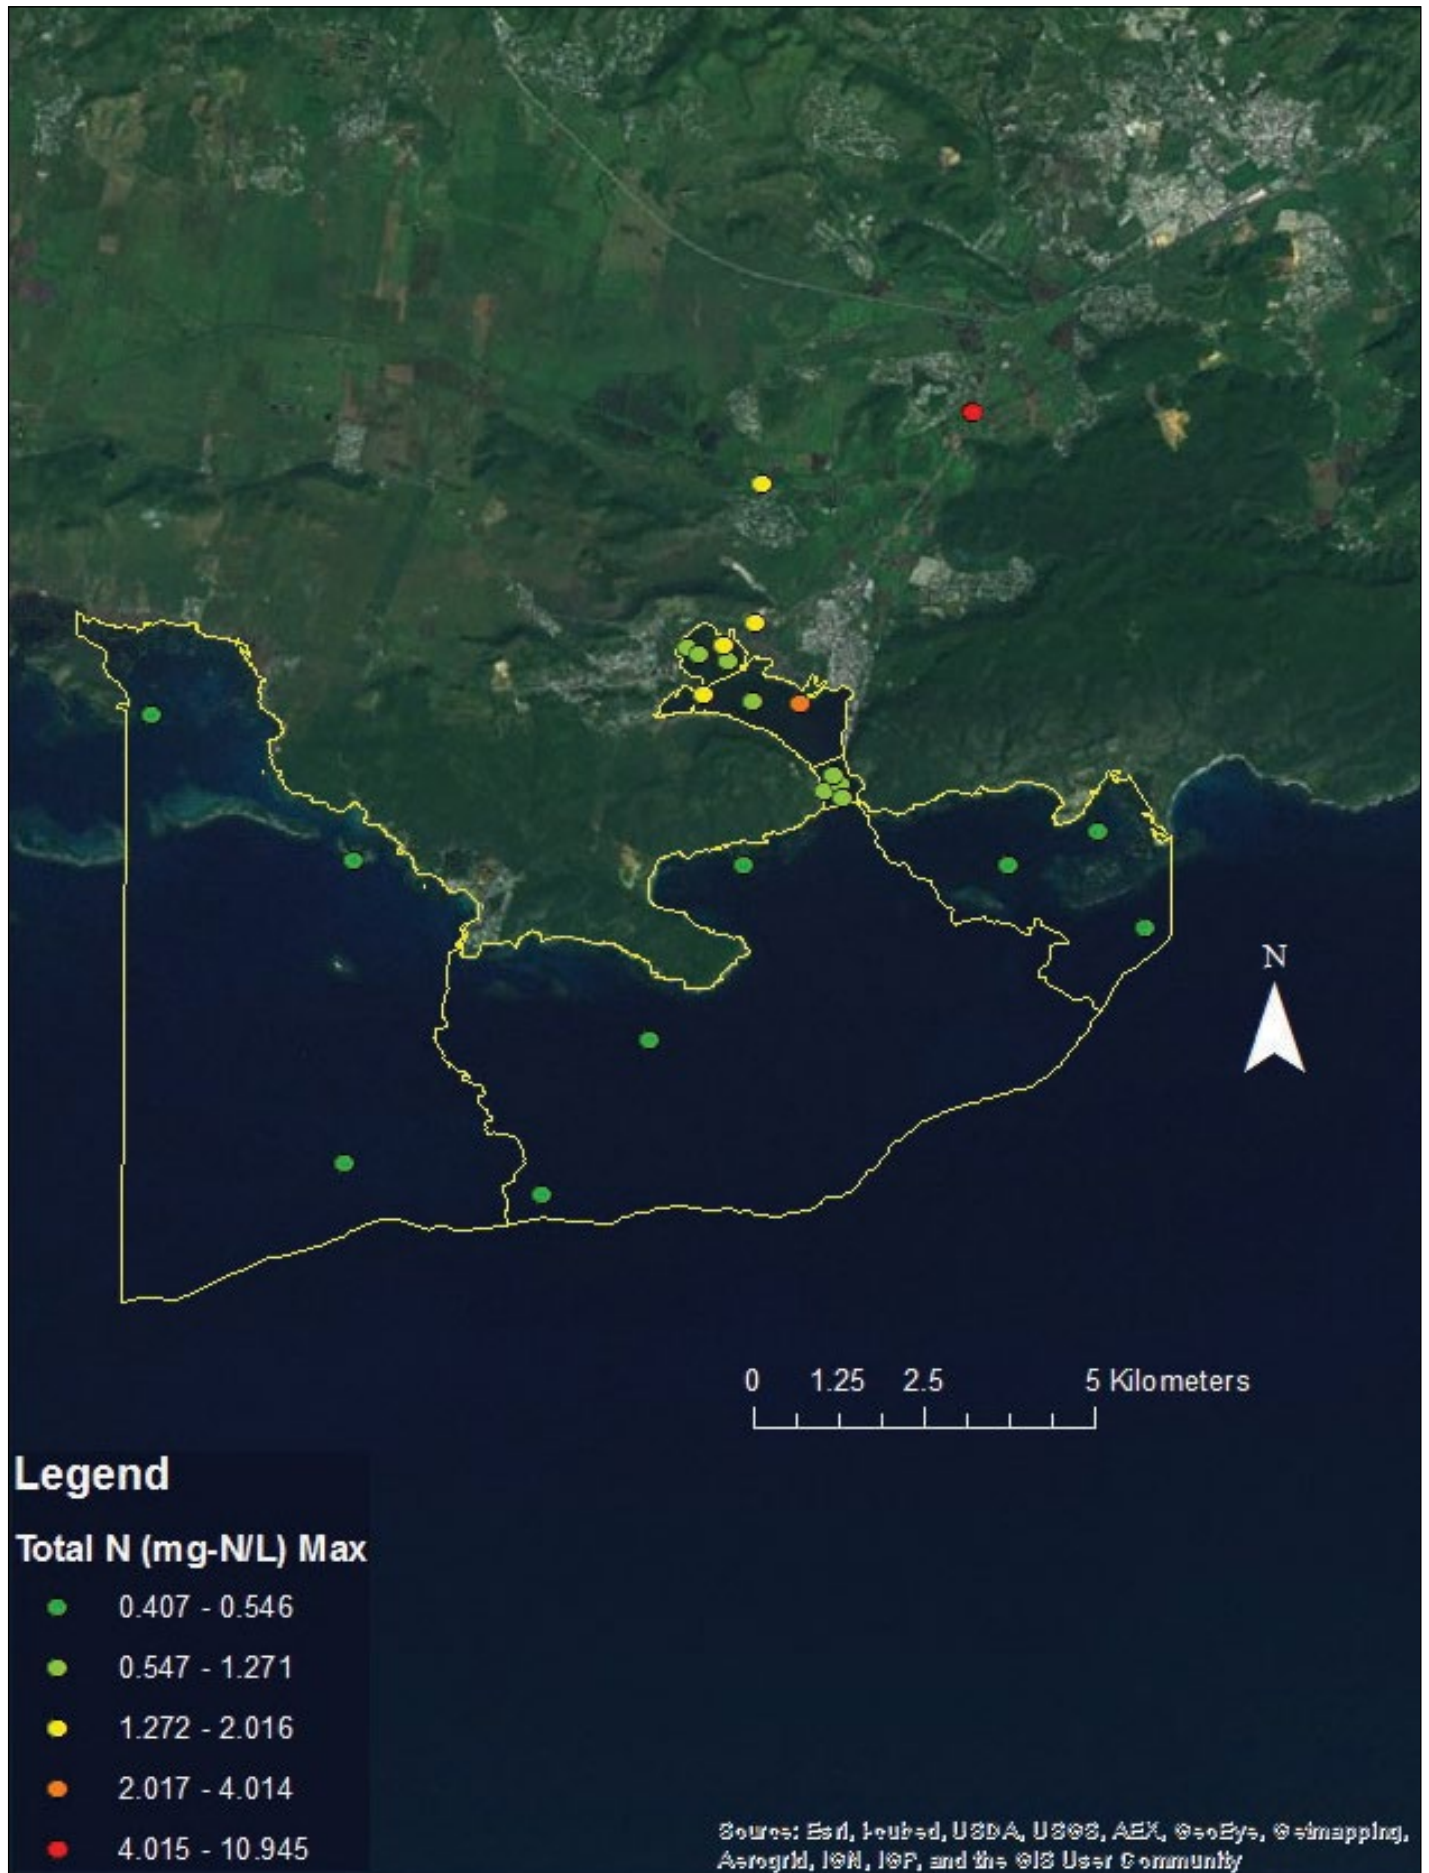 N
0 1.25 2.5 5 Kilometers
Legend
Total N (mg-N/L) Max
0.407 - 0.546
0.547 - 1.271
1.272 - 2.016
2.017 - 4.014
4.015 - 10.945
Source: Esri, i-cubed, USDA, USGS, AEX, GeoEye, Getmapping,
Aerogrid, IGN, IGP, and the GIS User Community